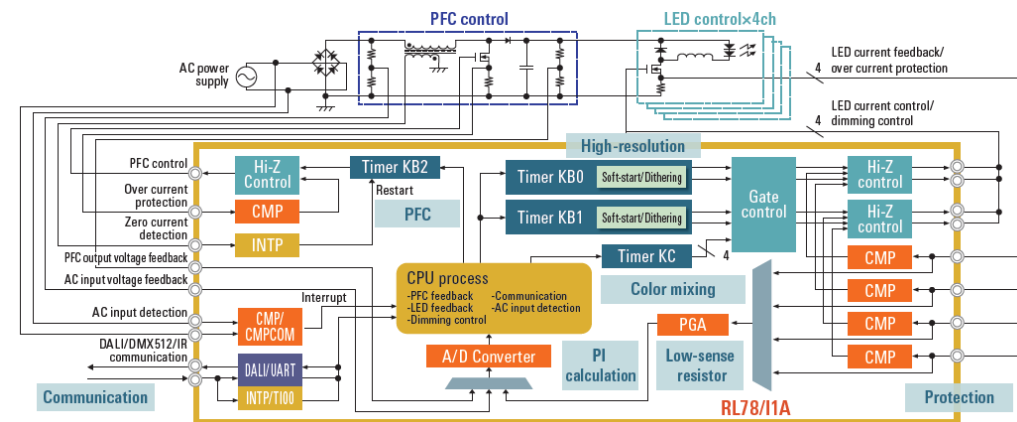 PFC control
LED control×4ch
AC power
supply
4
LED current feedback/
over current protection
4
LED current control/
dimming control
High-resolution
PFC control
Over current
protection
Zero current
detection
PFC output voltage feedback
AC input voltage feedback
AC input detection
DALI/DMX512/IR
communication
Communication
Hi-Z
Control
CMP
INTP
Timer KB2
Restart
PFC
Timer KB0
Soft-start/Dithering
Timer KB1
Soft-start/Dithering
Timer KC
4
Gate
control
Hi-Z
control
Hi-Z
control
CMP
CMP
CMP
CMP
Color mixing
CPU process
-PFC feedback
-Communication
-LED feedback
-AC input detection
-Dimming control
Interrupt
CMP/
CMPCOM
DALI/UART
INTP/TI00
A/D Converter
PI
calculation
PGA
Low-sense
resistor
RL78/I1A
Protection